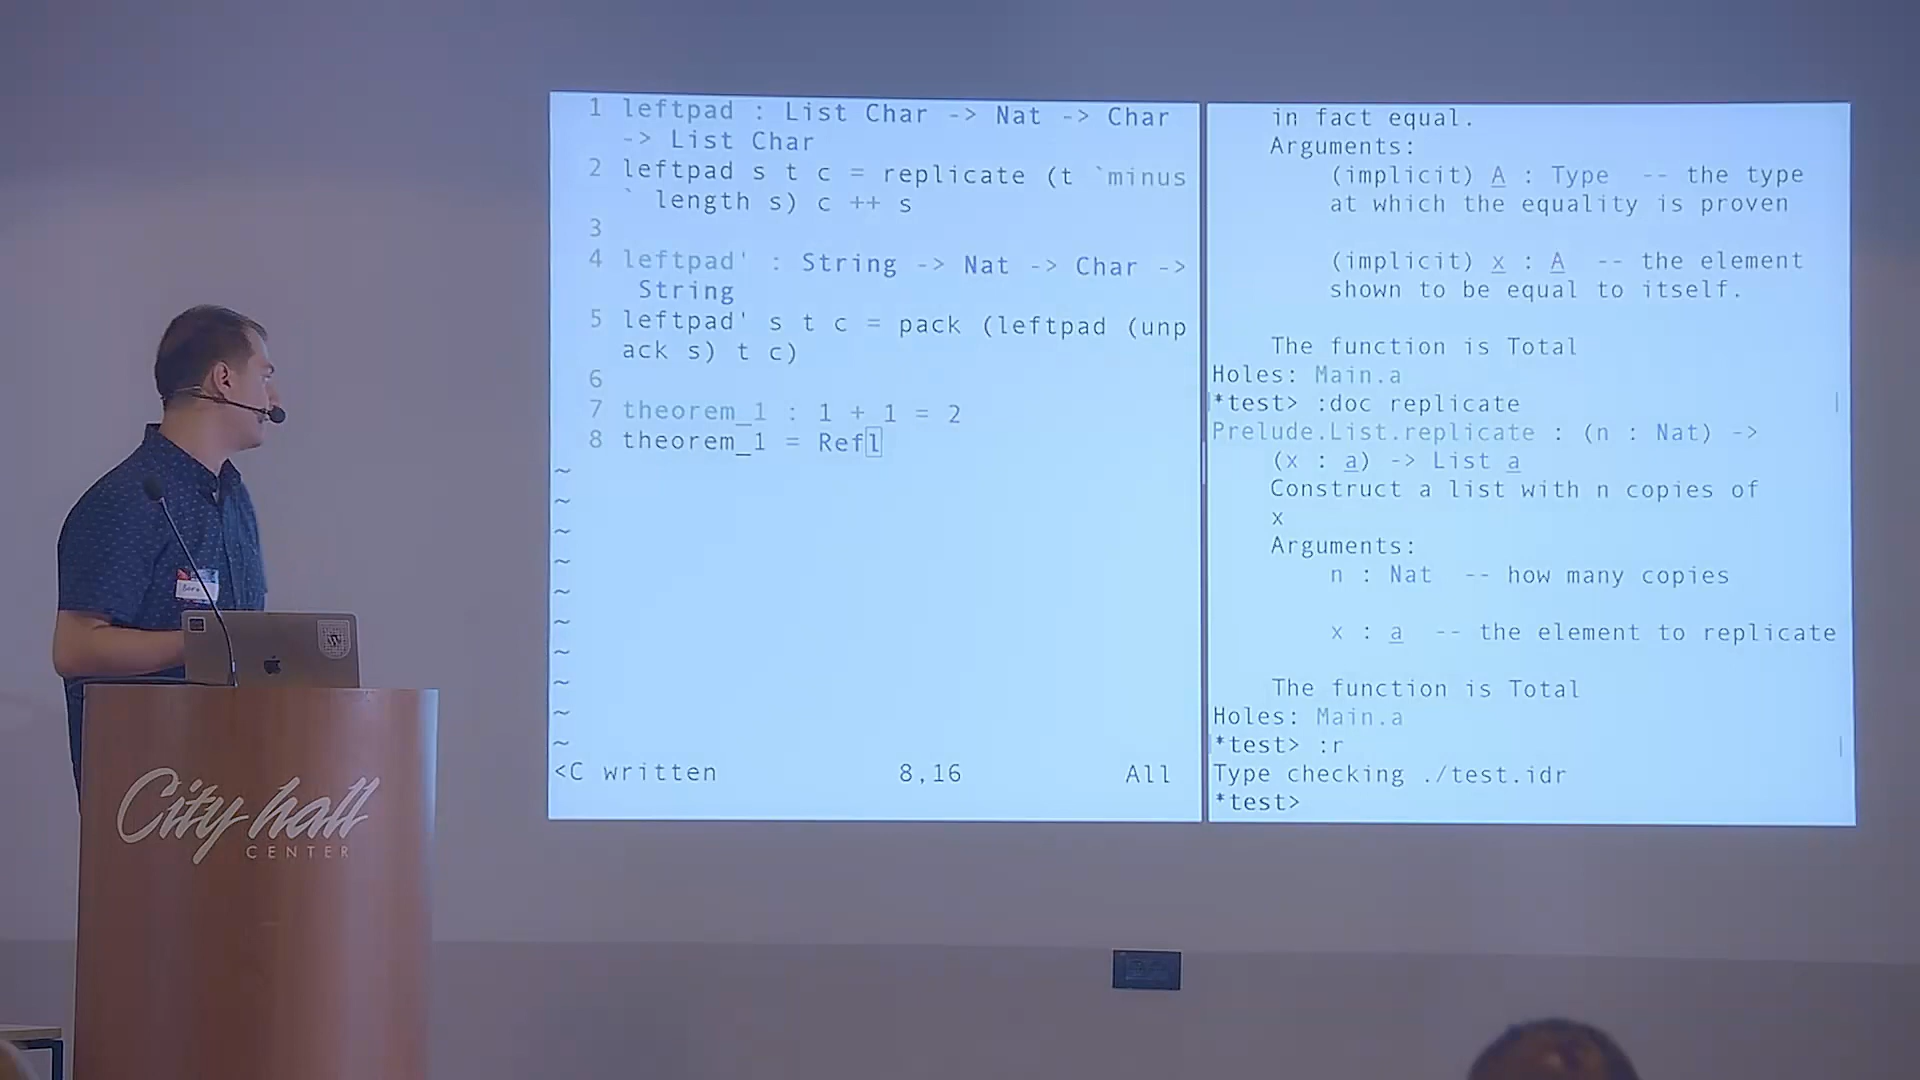 1 leftpad : List Char -> Nat -> Char
-> List Char
2 leftpad s t c = replicate (t `minus
` length s) c ++ s
3
4 leftpad' : String -> Nat -> Char ->
String
5 leftpad' s t c = pack (leftpad (unp
ack s) t c)
6
7 theorem_1 : 1 + 1 = 2
8 theorem_1 = Refl
~
~
~
~
~
~
~
~
~
~
<C written 8,16 All
in fact equal.
Arguments:
(implicit) A : Type -- the type
at which the equality is proven
(implicit) x : A -- the element
shown to be equal to itself.
The function is Total
Holes: Main.a
*test> :doc replicate
Prelude.List.replicate : (n : Nat) ->
(x : a) -> List a
Construct a list with n copies of
x
Arguments:
n : Nat -- how many copies
x : a -- the element to replicate
The function is Total
Holes: Main.a
*test> :r
Type checking ./test.idr
*test>
City hall
CENTER